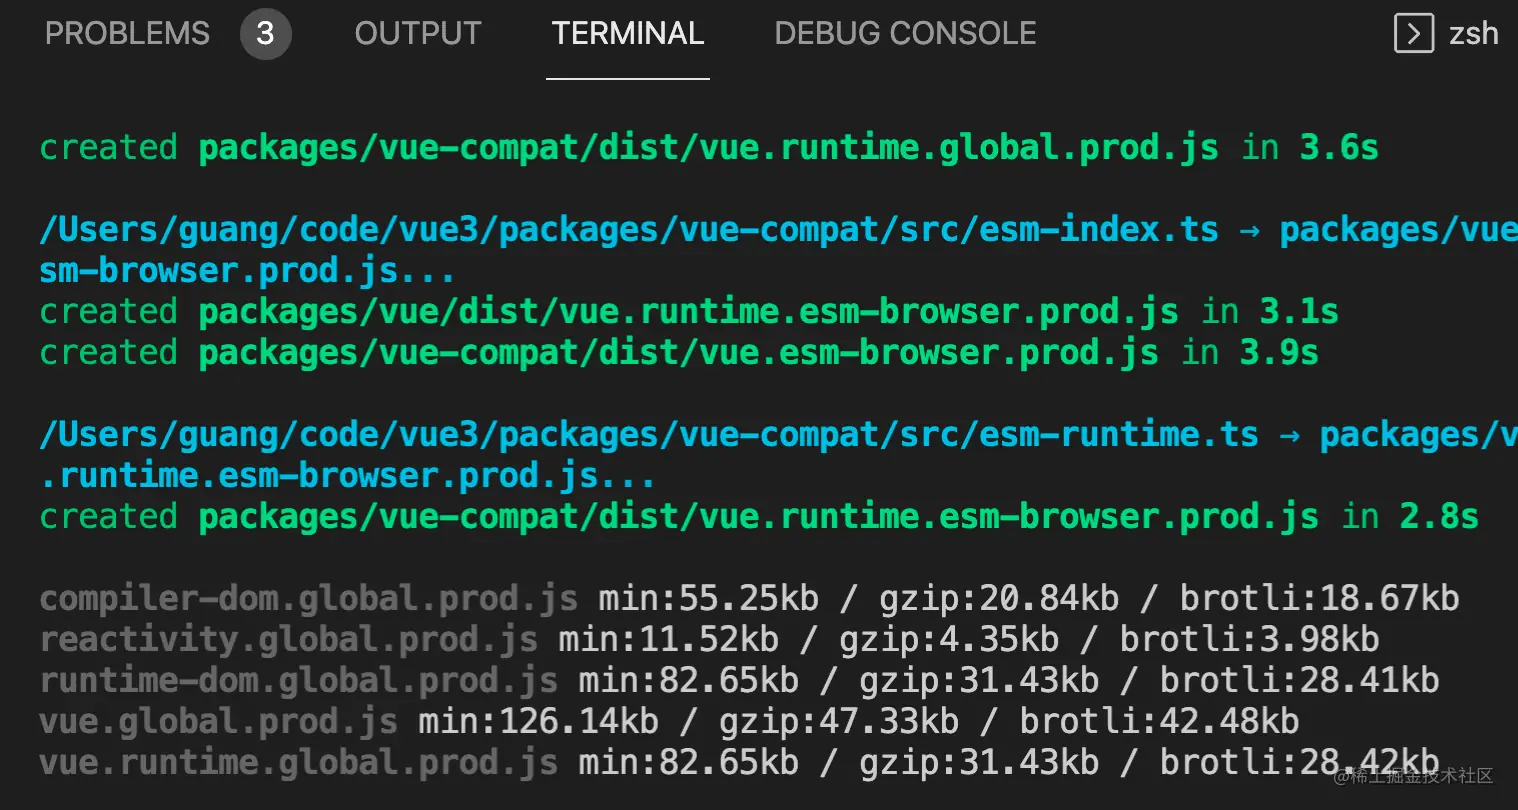 PROBLEMS 3 OUTPUT TERMINAL DEBUG CONSOLE zsh
created packages/vue-compat/dist/vue.runtime.global.prod.js in 3.6s
/Users/guang/code/vue3/packages/vue-compat/src/esm-index.ts → packages/vue
sm-browser.prod.js...
created packages/vue/dist/vue.runtime.esm-browser.prod.js in 3.1s
created packages/vue-compat/dist/vue.esm-browser.prod.js in 3.9s
/Users/guang/code/vue3/packages/vue-compat/src/esm-runtime.ts → packages/v
.runtime.esm-browser.prod.js...
created packages/vue-compat/dist/vue.runtime.esm-browser.prod.js in 2.8s
compiler-dom.global.prod.js min:55.25kb / gzip:20.84kb / brotli:18.67kb
reactivity.global.prod.js min:11.52kb / gzip:4.35kb / brotli:3.98kb
runtime-dom.global.prod.js min:82.65kb / gzip:31.43kb / brotli:28.41kb
vue.global.prod.js min:126.14kb / gzip:47.33kb / brotli:42.48kb
vue.runtime.global.prod.js min:82.65kb / gzip:31.43kb / brotli:28.42kb
@稀土掘金技术社区